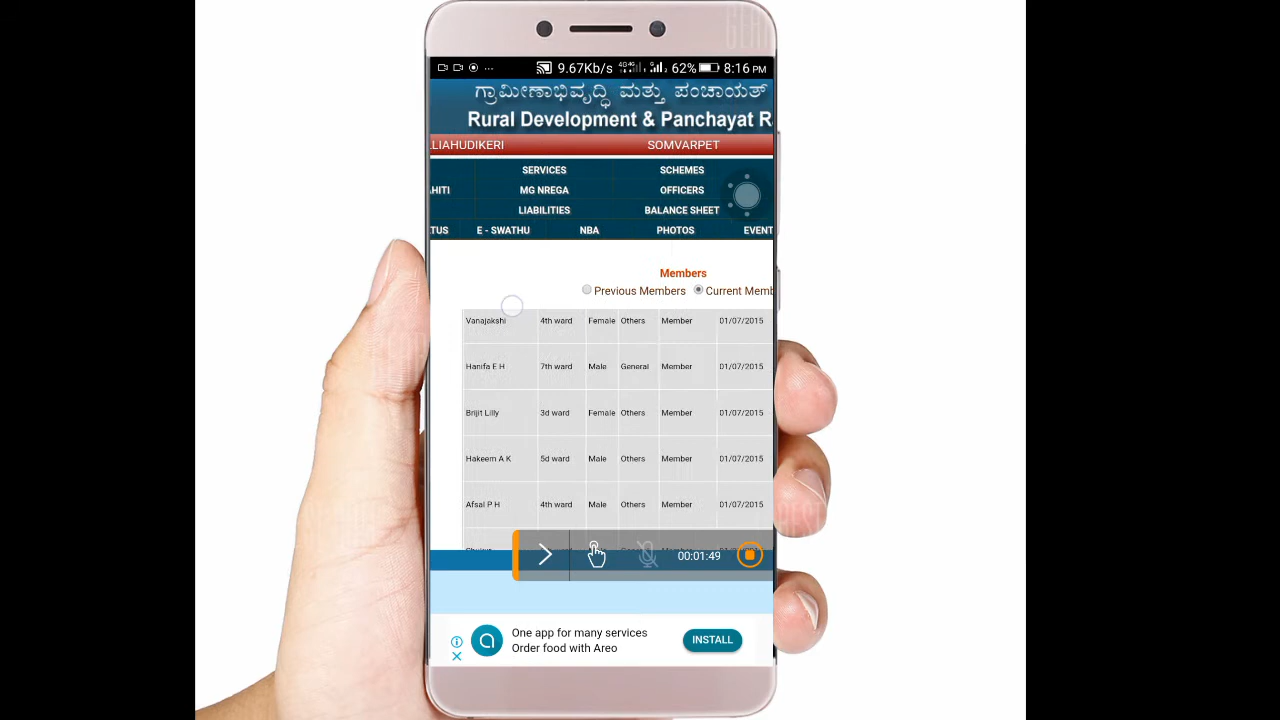 9.67Kb/s 62% 8:16 PM
ಗ್ರಾಮೀಣಾಭಿವೃದ್ಧಿ ಮತ್ತು ಪಂಚಾಯತ್
Rural Development & Panchayat R
LIAHUDIKERI SOMVARPET
SERVICES SCHEMES
AHITI MG NREGA OFFICERS
LIABILITIES BALANCE SHEET
TUS E - SWATHU NBA PHOTOS EVENT
Members
Previous Members Current Memb
Vanajakshi 4th ward Female Others Member 01/07/2015
Hanifa E H 7th ward Male General Member 01/07/2015
Brijit Lilly 3d ward Female Others Member 01/07/2015
Hakeem A K 5d ward Male Others Member 01/07/2015
Afsal P H 4th ward Male Others Member 01/07/2015
00:01:49
One app for many services
Order food with Areo
INSTALL